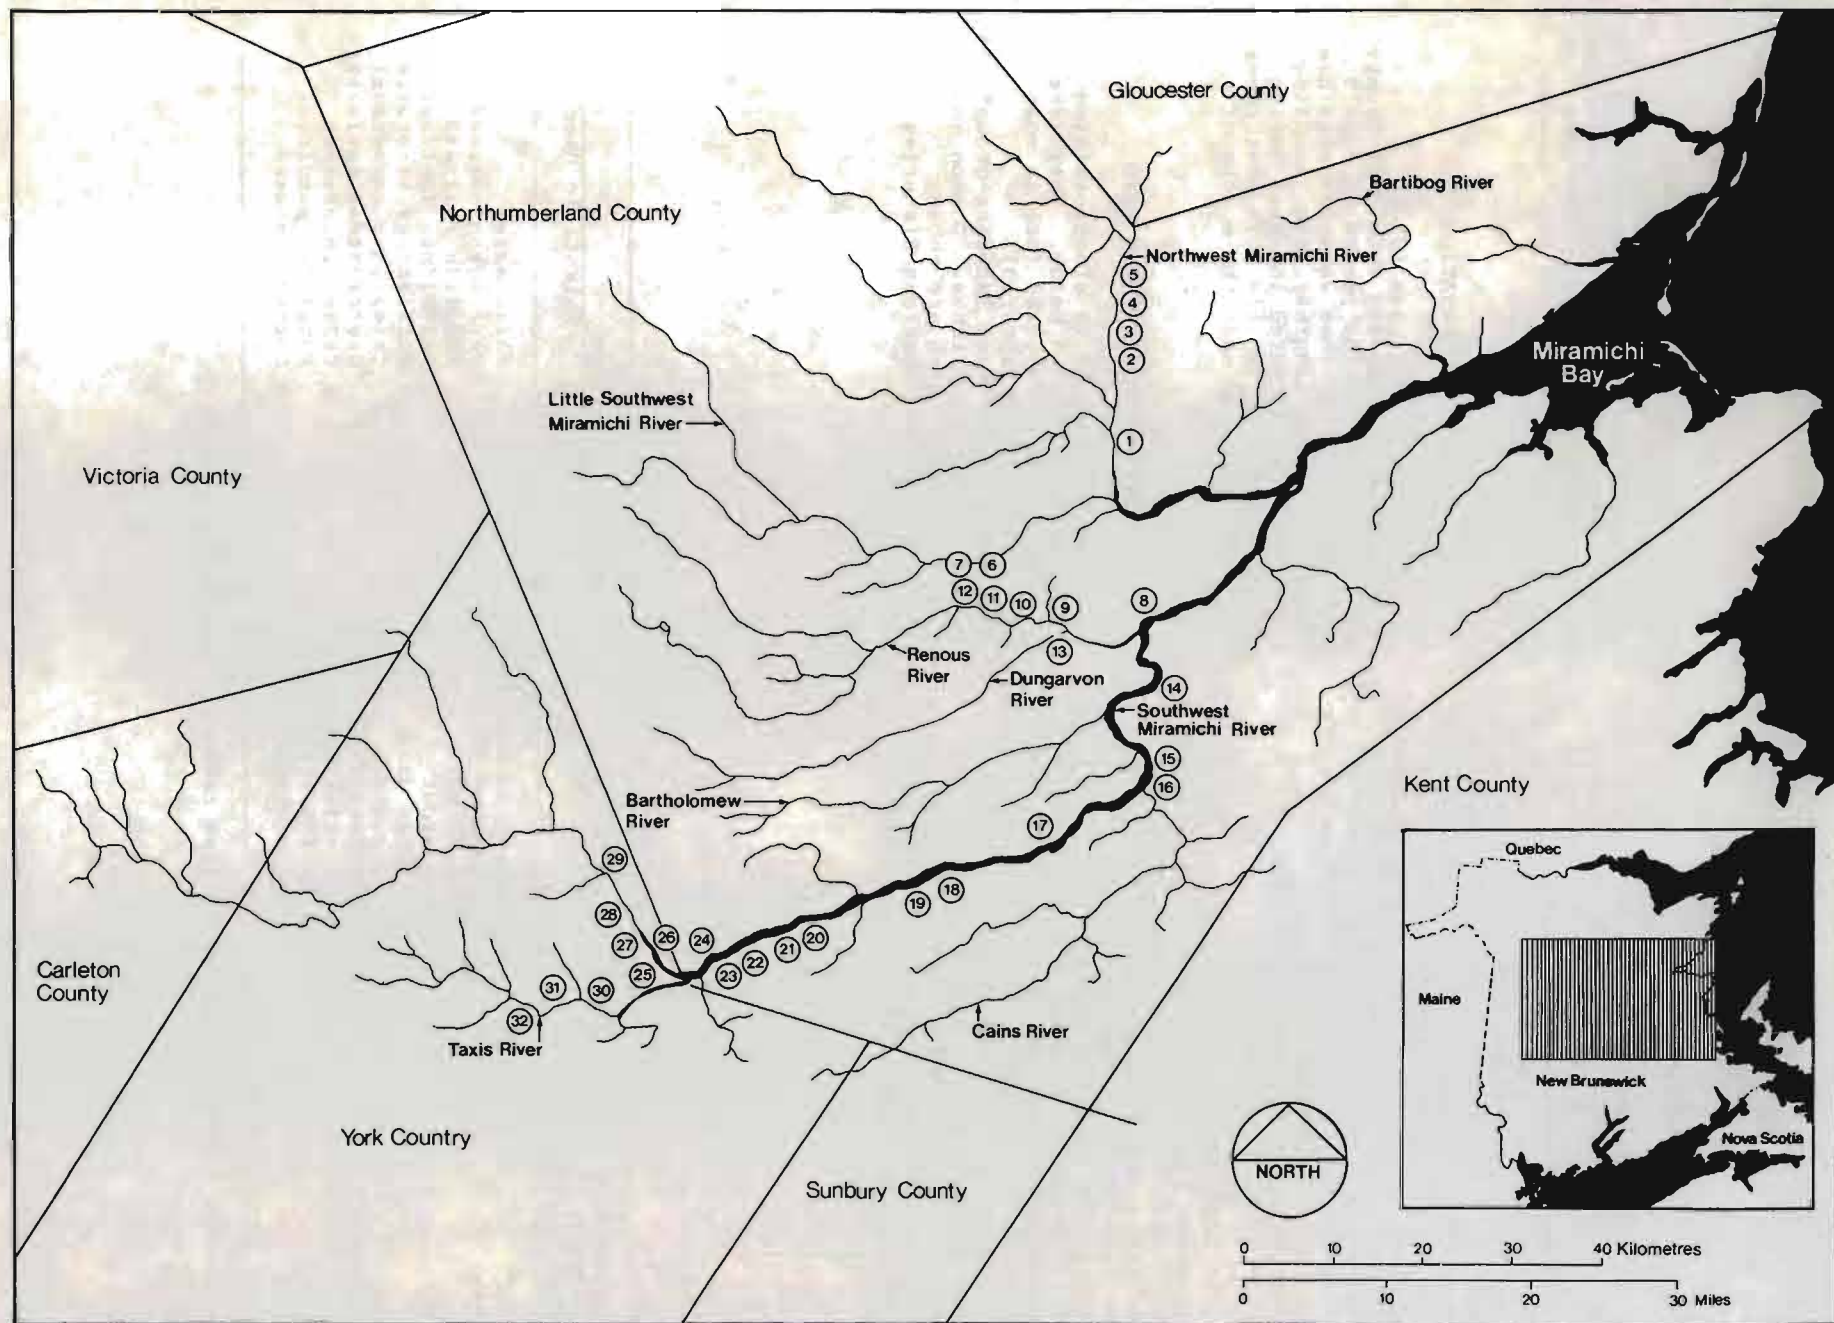 Gloucester County
Bartibog River
Northumberland County
Northwest Miramichi River
5
4
3
2
1
Miramichi
Bay
Little Southwest
Miramichi River
Victoria County
7
6
12
11
10
9
8
13
Renous
River
Dungarvon
River
14
Southwest
Miramichi River
15
16
Kent County
Bartholomew
River
17
29
18
19
28
27
26
24
20
21
22
23
25
Carleton
County
31
30
32
Taxis River
Cains River
York Country
Sunbury County
NORTH
Quebec
Maine
New Brunswick
Nova Scotia
0 10 20 30 40 Kilometres
0 10 20 30 Miles